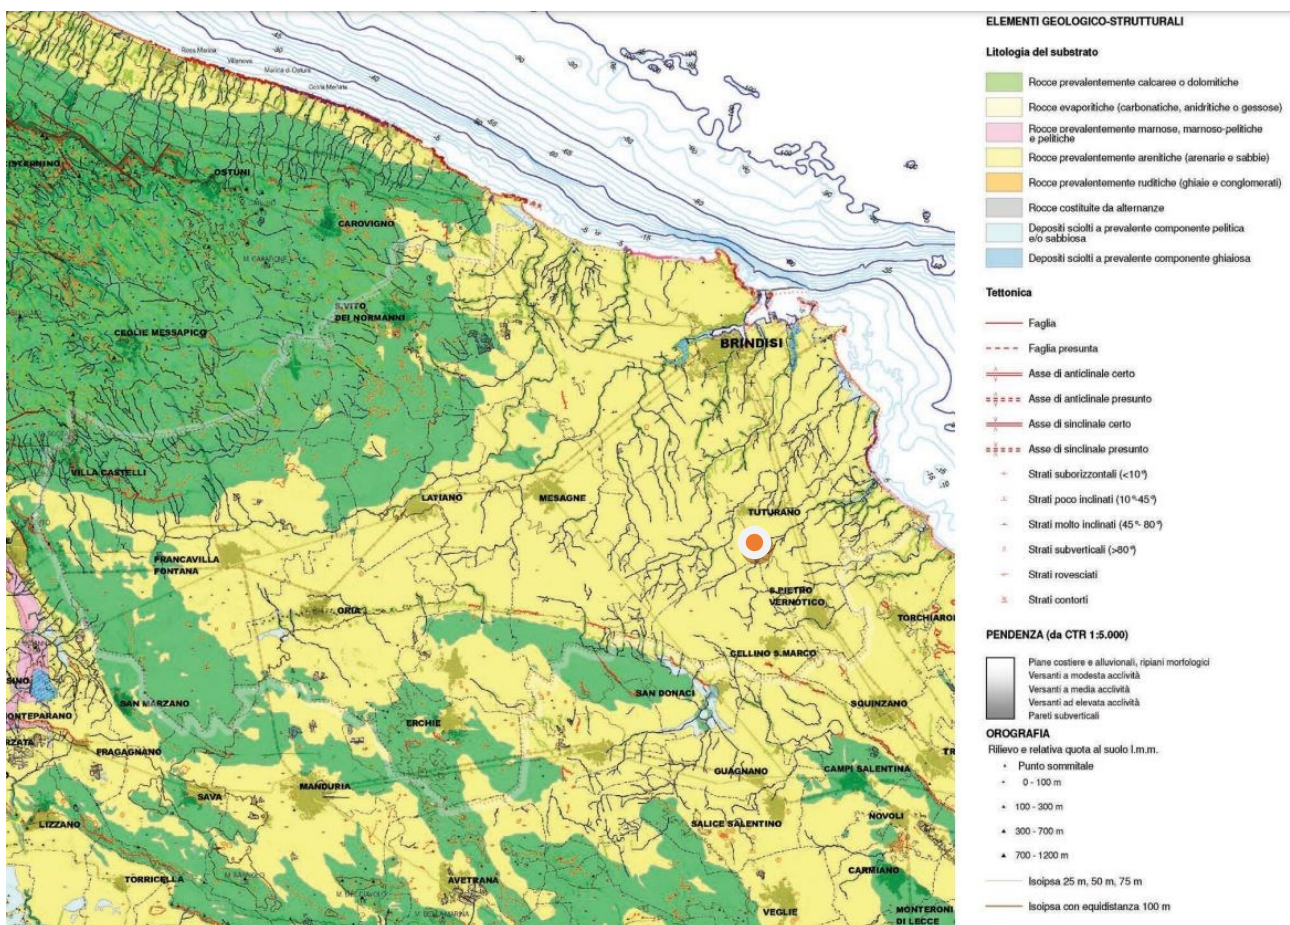 Rosa Marina
Villanova
Marina di Ostuni
Costa Merlata
OSTUNI
CAROVIGNO
S.VITO
DEI NORMANNI
CEGLIE MESSAPICO
BRINDISI
VILLA CASTELLI
LATIANO
MESAGNE
TUTURANO
FRANCAVILLA
FONTANA
ORIA
S.PIETRO
VERNOTICO
TORCHIAROL
CELLINO S.MARCO
SAN DONACI
SAN MARZANO
ERCHIE
SQUINZANO
FRAGAGNANO
GUAGNANO
CAMPI SALENTINA
MANDURIA
SAVA
LIZZANO
SALICE SALENTINO
NOVOLI
CARMIANO
TORRICELLA
AVETRANA
VEGLIE
MONTERONI
DI LECCE
ELEMENTI GEOLOGICO-STRUTTURALI
Litologia del substrato
Rocce prevalentemente calcaree o dolomitiche
Rocce evaporitiche (carbonatiche, anidritiche o gessose)
Rocce prevalentemente marnose, marnoso-pelitiche
e pelitiche
Rocce prevalentemente arenitiche (arenarie e sabbie)
Rocce prevalentemente ruditiche (ghiaie e conglomerati)
Rocce costituite da alternanze
Depositi sciolti a prevalente componente pelitica
e/o sabbiosa
Depositi sciolti a prevalente componente ghiaiosa
Tettonica
Faglia
Faglia presunta
Asse di anticlinale certo
Asse di anticlinale presunto
Asse di sinclinale certo
Asse di sinclinale presunto
Strati suborizzontali (<10°)
Strati poco inclinati (10°-45°)
Strati molto inclinati (45°- 80°)
Strati subverticali (>80°)
Strati rovesciati
Strati contorti
PENDENZA (da CTR 1:5.000)
Piane costiere e alluvionali, ripiani morfologici
Versanti a modesta acclività
Versanti a media acclività
Versanti ad elevata acclività
Pareti subverticali
OROGRAFIA
Rilievo e relativa quota al suolo l.m.m.
Punto sommitale
0 - 100 m
100 - 300 m
300 - 700 m
700 - 1200 m
Isoipsa 25 m, 50 m, 75 m
Isoipsa con equidistanza 100 m